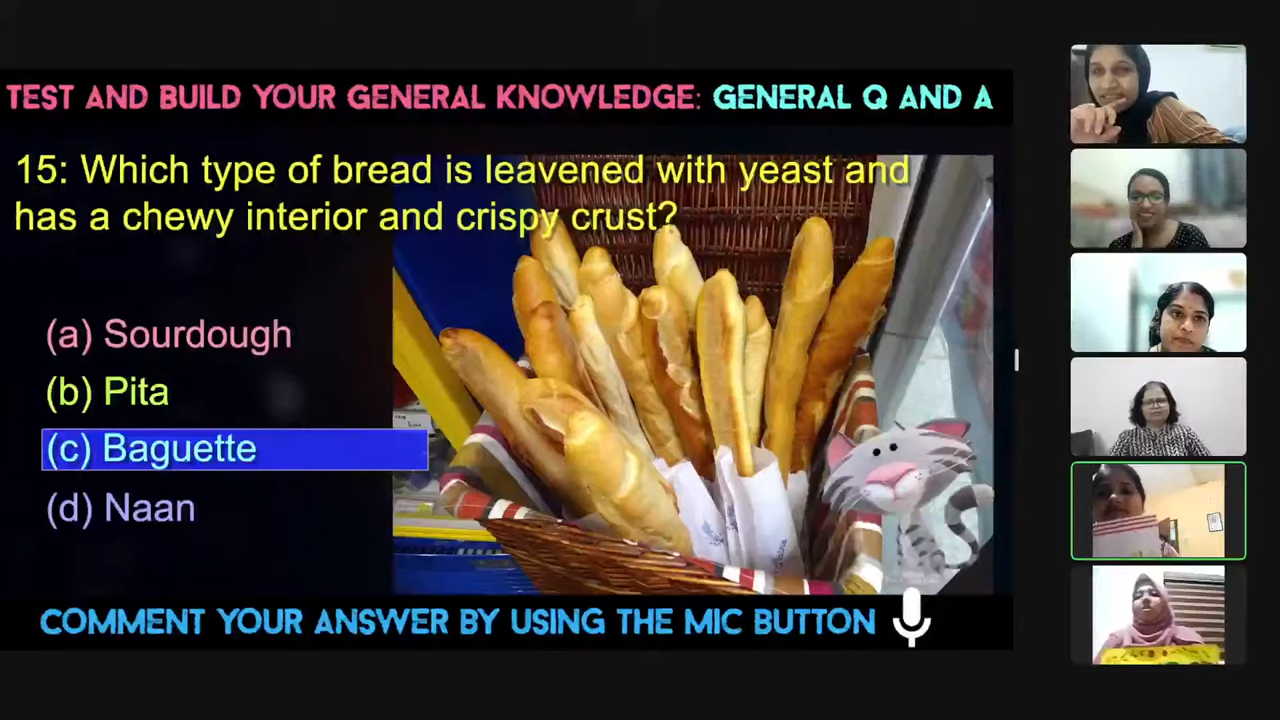 TEST AND BUILD YOUR GENERAL KNOWLEDGE: GENERAL Q AND A
15: Which type of bread is leavened with yeast and
has a chewy interior and crispy crust?
(a) Sourdough
(b) Pita
(c) Baguette
(d) Naan
COMMENT YOUR ANSWER BY USING THE MIC BUTTON